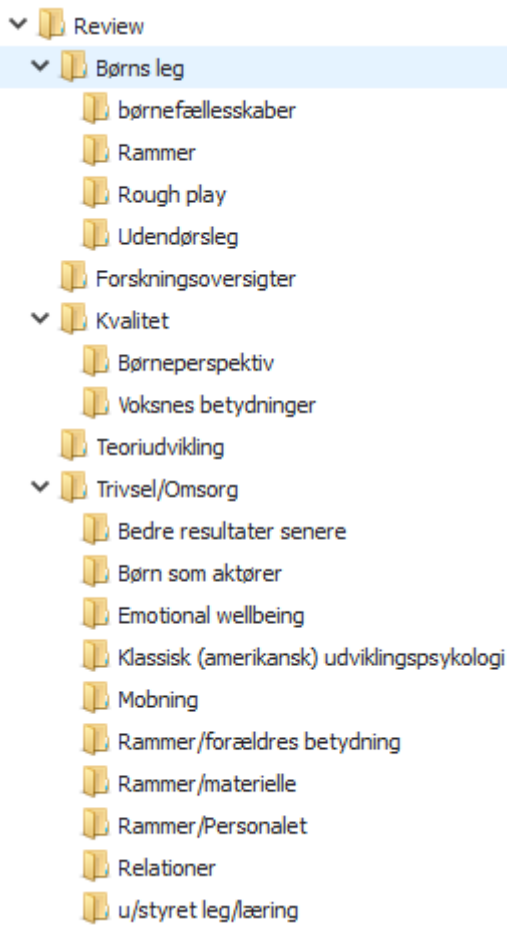 Review
Børns leg
børnefællesskaber
Rammer
Rough play
Udendørsleg
Forskningsoversigter
Kvalitet
Børneperspektiv
Voksnes betydninger
Teoriudvikling
Trivsel/Omsorg
Bedre resultater senere
Børn som aktører
Emotional wellbeing
Klassisk (amerikansk) udviklingspsykologi
Mobning
Rammer/forældres betydning
Rammer/materielle
Rammer/Personalet
Relationer
u/styret leg/læring